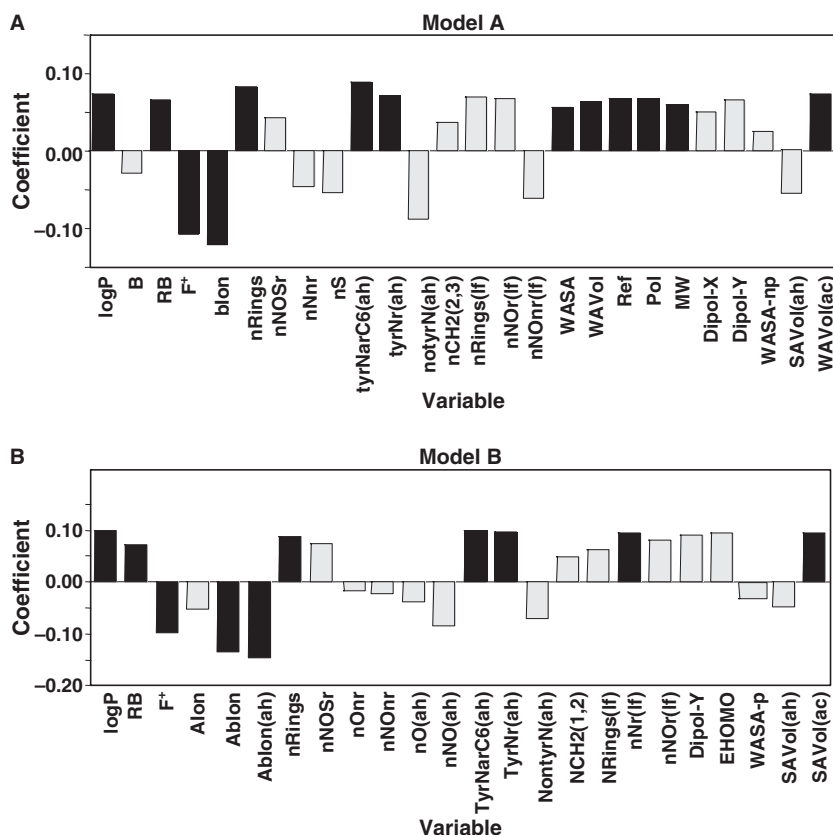 A
Model A
Coefficient
0.10
0.00
−0.10
logP
B
RB
F+
bIon
nRings
nNOSr
nNnr
nS
tyrNarC6(ah)
tyrNr(ah)
notyrN(ah)
nCH2(2,3)
nRings(lf)
nNOr(lf)
nNOnr(lf)
WASA
WAVol
Ref
Pol
MW
Dipol-X
Dipol-Y
WASA-np
SAVol(ah)
WAVol(ac)
Variable
B
Model B
Coefficient
0.10
0.00
−0.10
−0.20
logP
RB
F+
AIon
AbIon
AbIon(ah)
nRings
nNOSr
nOnr
nNOnr
nO(ah)
nNO(ah)
TyrNarC6(ah)
TyrNr(ah)
NontyrN(ah)
NCH2(1,2)
NRings(lf)
nNr(lf)
nNOr(lf)
Dipol-Y
EHOMO
WASA-p
SAVol(ah)
SAVol(ac)
Variable